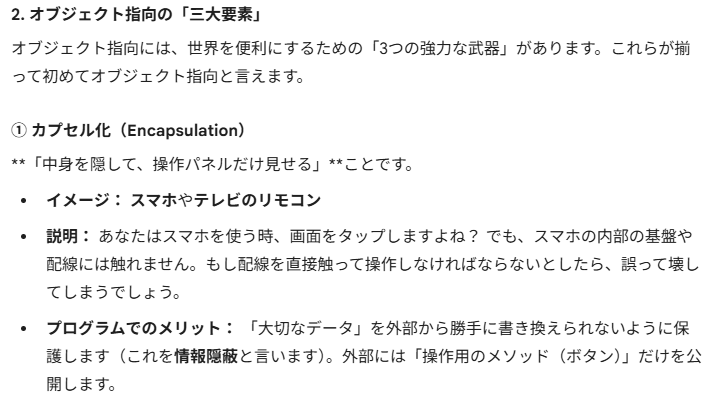 2. オブジェクト指向の「三大要素」
オブジェクト指向には、世界を便利にするための「3つの強力な武器」があります。これらが揃
って初めてオブジェクト指向と言えます。
① カプセル化（Encapsulation）
**「中身を隠して、操作パネルだけ見せる」**ことです。
• イメージ： スマホやテレビのリモコン
• 説明： あなたはスマホを使う時、画面をタップしますよね？ でも、スマホの内部の基盤や
配線には触れません。もし配線を直接触って操作しなければならないとしたら、誤って壊し
てしまうでしょう。
• プログラムでのメリット： 「大切なデータ」を外部から勝手に書き換えられないように保
護します（これを情報隠蔽と言います）。外部には「操作用のメソッド（ボタン）」だけを公
開します。